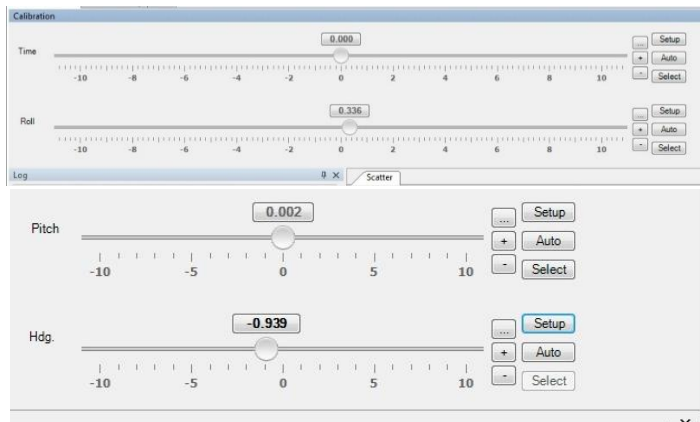 Calibration
0.000
Time
... Setup
+ Auto
- Select
-10 -8 -6 -4 -2 0 2 4 6 8 10
0.336
Roll
... Setup
+ Auto
- Select
-10 -8 -6 -4 -2 0 2 4 6 8 10
Log Scatter
0.002
Pitch
... Setup
+ Auto
- Select
-10 -5 0 5 10
-0.939
Hdg.
... Setup
+ Auto
- Select
-10 -5 0 5 10